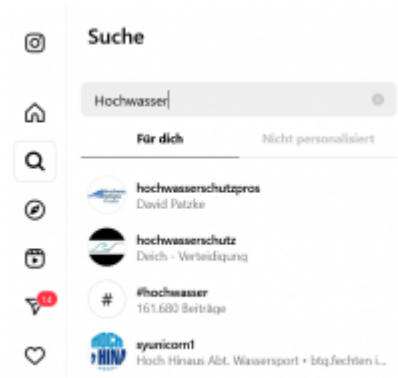 Suche
Hochwasser
Für dich
Nicht personalisiert
hochwasserschutzpros
David Patzke
hochwasserschutz
Deich - Verteidigung
#
#hochwasser
161.680 Beiträge
14
syunicorn1
Hoch Hinaus Abt. Wassersport • btg.fechten i...